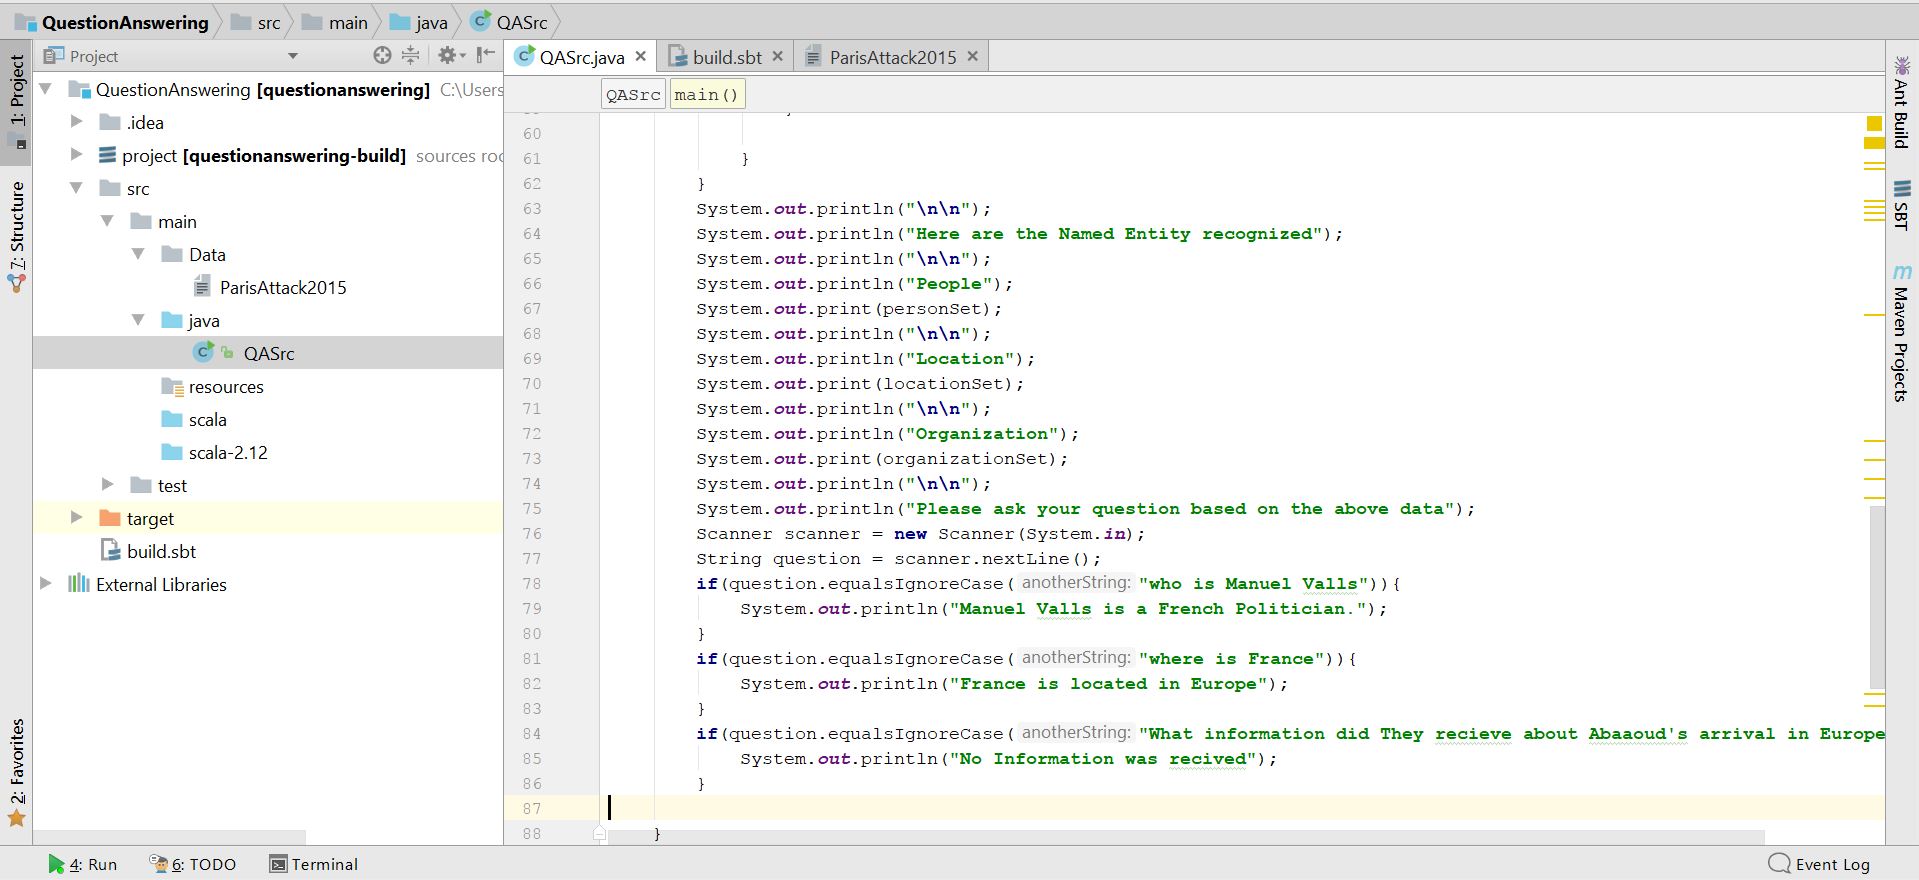 QuestionAnswering src main java QASrc
Project
QASrc.java build.sbt ParisAttack2015
1: Project
7: Structure
2: Favorites
QuestionAnswering [questionanswering] C:\Users
.idea
project [questionanswering-build] sources roo
src
main
Data
ParisAttack2015
java
QASrc
resources
scala
scala-2.12
test
target
build.sbt
External Libraries
QASrc main()
60
61 }
62 }
63 System.out.println("\n\n");
64 System.out.println("Here are the Named Entity recognized");
65 System.out.println("\n\n");
66 System.out.println("People");
67 System.out.print(personSet);
68 System.out.println("\n\n");
69 System.out.println("Location");
70 System.out.print(locationSet);
71 System.out.println("\n\n");
72 System.out.println("Organization");
73 System.out.print(organizationSet);
74 System.out.println("\n\n");
75 System.out.println("Please ask your question based on the above data");
76 Scanner scanner = new Scanner(System.in);
77 String question = scanner.nextLine();
78 if(question.equalsIgnoreCase( anotherString: "who is Manuel Valls")){
79 System.out.println("Manuel Valls is a French Politician.");
80 }
81 if(question.equalsIgnoreCase( anotherString: "where is France")){
82 System.out.println("France is located in Europe");
83 }
84 if(question.equalsIgnoreCase( anotherString: "What information did They recieve about Abaaoud's arrival in Europe
85 System.out.println("No Information was recived");
86 }
87
88 }
Ant Build
SBT
Maven Projects
4: Run 6: TODO Terminal Event Log